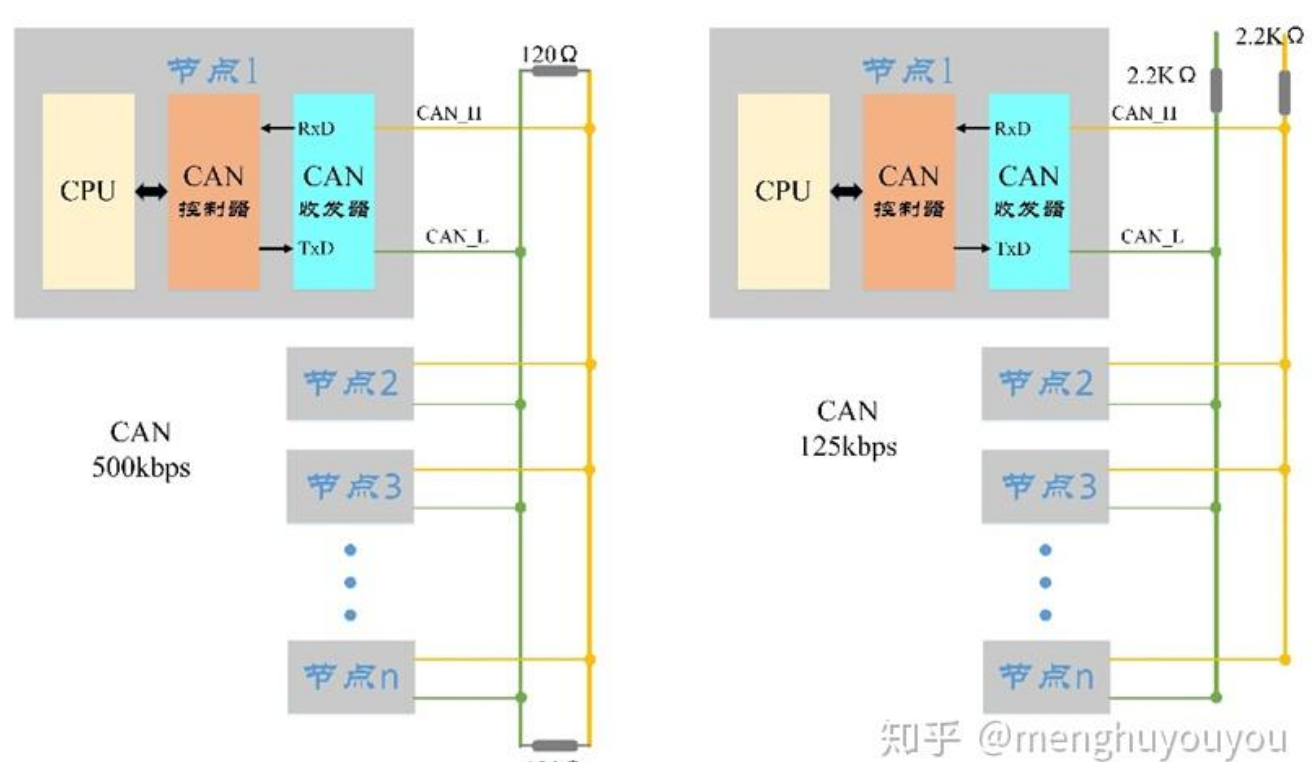 120Ω
节点1
CPU
CAN
控制器
RxD
CAN
收发器
TxD
CAN_H
CAN_L
节点2
节点3
节点n
CAN
500kbps
2.2KΩ
2.2KΩ
节点1
CPU
CAN
控制器
RxD
CAN
收发器
TxD
CAN_H
CAN_L
节点2
节点3
节点n
CAN
125kbps
知乎 @menghuyouyou